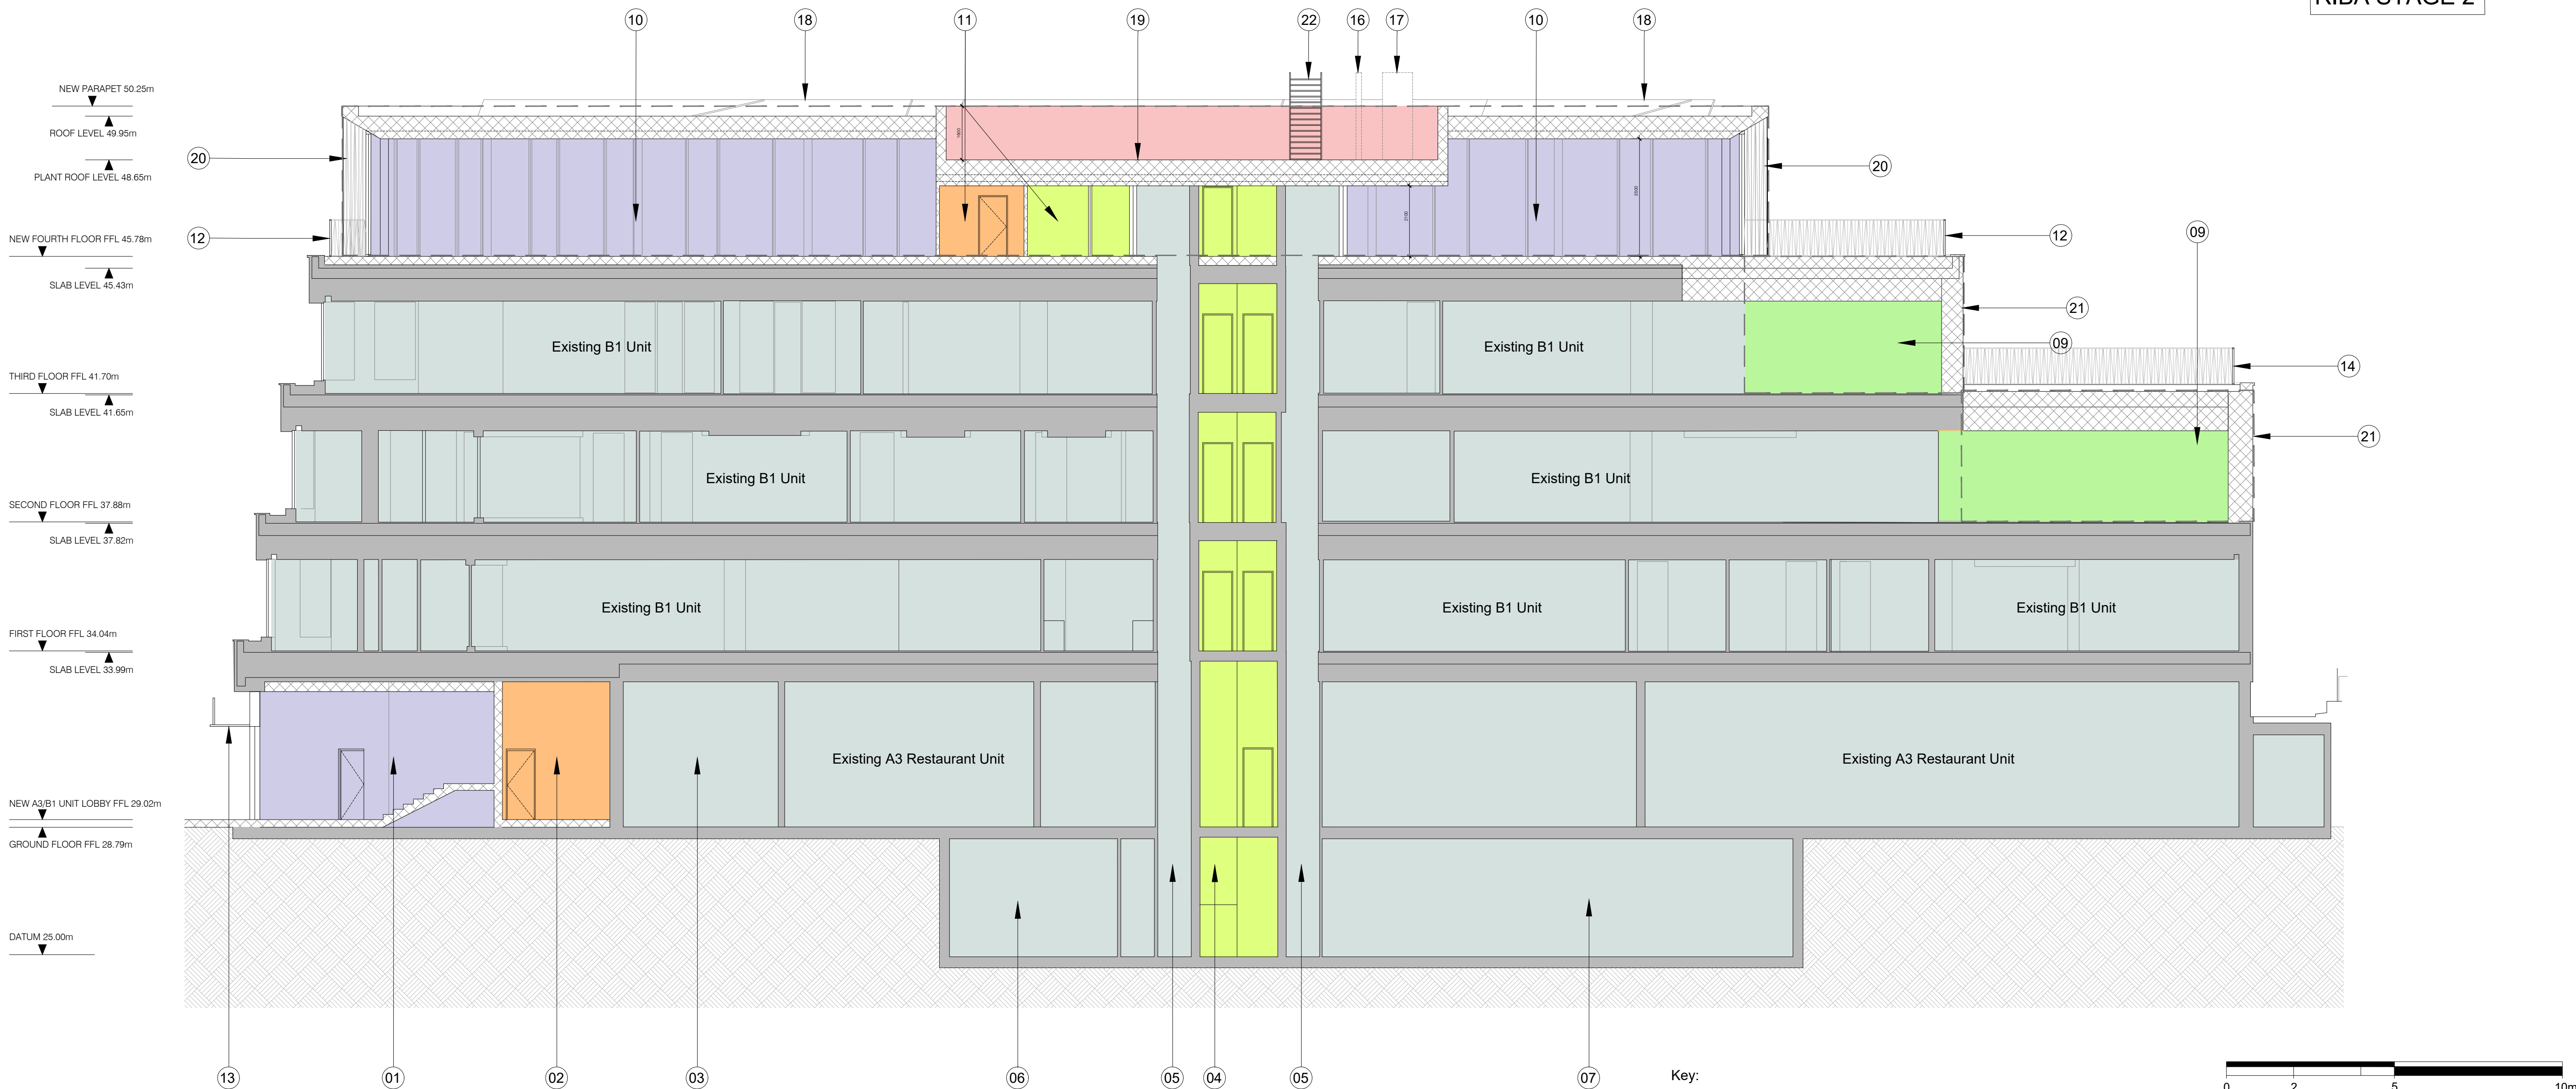 RIBA STAGE 2
10
18
11
19
22
16
17
10
18
NEW PARAPET 50.25m
ROOF LEVEL 49.95m
PLANT ROOF LEVEL 48.65m
20
20
1600
2100
3500
NEW FOURTH FLOOR FFL 45.78m
12
12
09
SLAB LEVEL 45.43m
21
Existing B1 Unit
Existing B1 Unit
09
14
THIRD FLOOR FFL 41.70m
SLAB LEVEL 41.65m
21
Existing B1 Unit
Existing B1 Unit
SECOND FLOOR FFL 37.88m
SLAB LEVEL 37.82m
Existing B1 Unit
Existing B1 Unit
Existing B1 Unit
FIRST FLOOR FFL 34.04m
SLAB LEVEL 33.99m
Existing A3 Restaurant Unit
Existing A3 Restaurant Unit
NEW A3/B1 UNIT LOBBY FFL 29.02m
GROUND FLOOR FFL 28.79m
DATUM 25.00m
13
01
02
03
06
05
04
05
07
Key:
0
2
5
10m